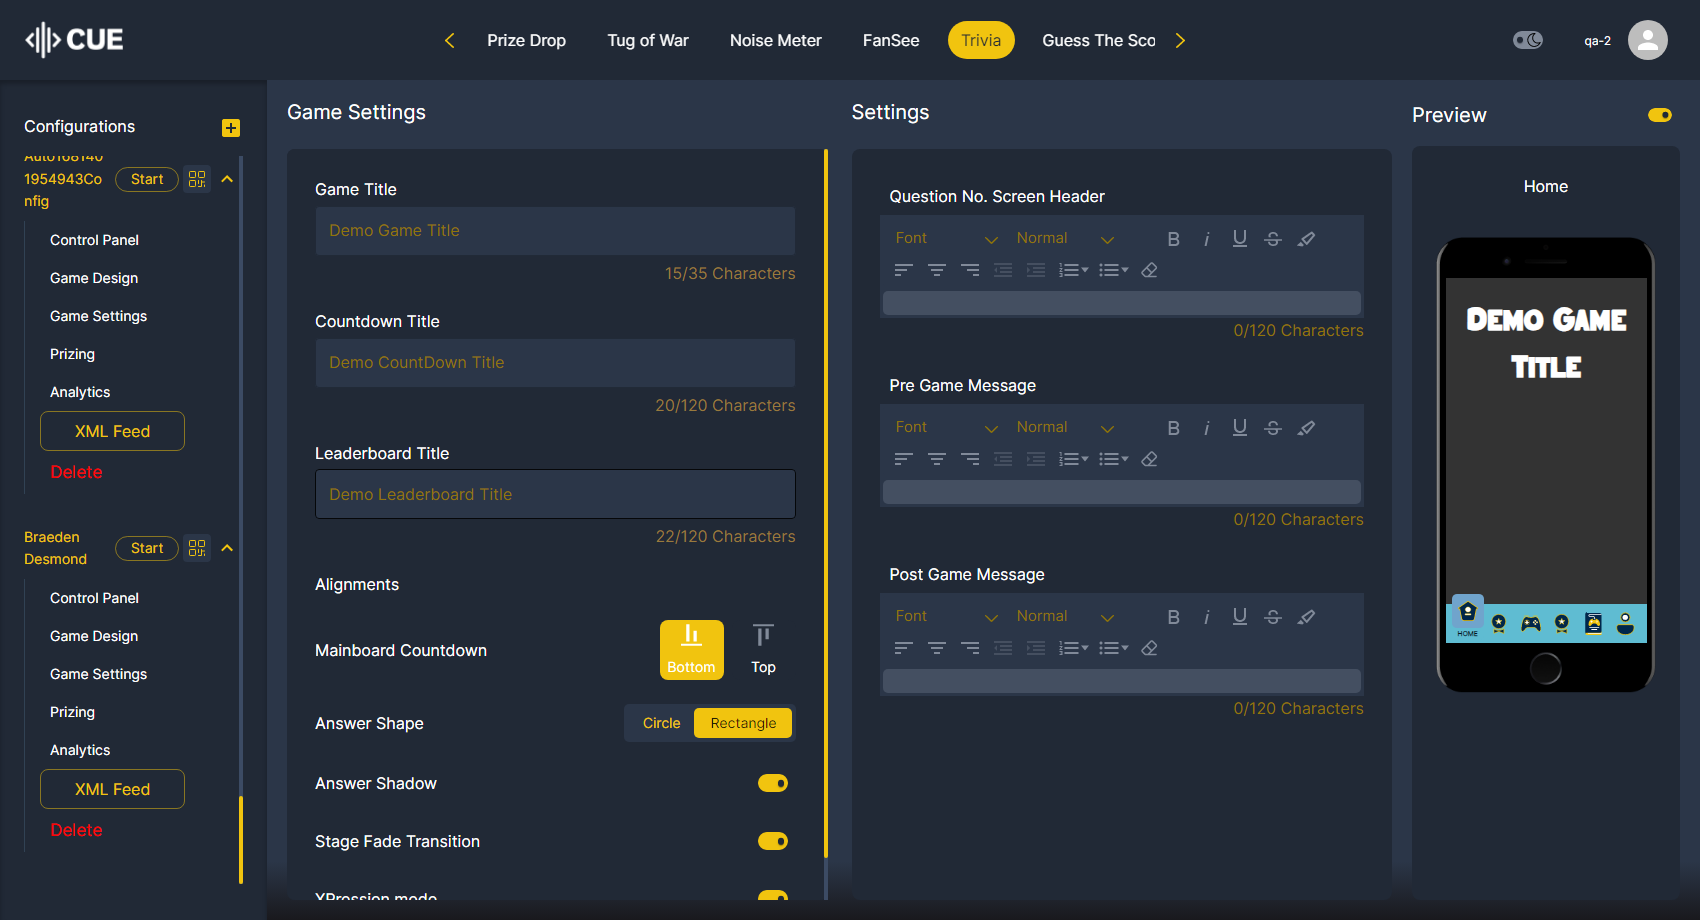 CUE
Prize Drop
Tug of War
Noise Meter
FanSee
Trivia
Guess The Sco
qa-2
Configurations
Auto168140
1954943Co
nfig
Start
Control Panel
Game Design
Game Settings
Prizing
Analytics
XML Feed
Delete
Braeden
Desmond
Start
Control Panel
Game Design
Game Settings
Prizing
Analytics
XML Feed
Delete
Game Settings
Game Title
Demo Game Title
15/35 Characters
Countdown Title
Demo CountDown Title
20/120 Characters
Leaderboard Title
Demo Leaderboard Title
22/120 Characters
Alignments
Mainboard Countdown
Bottom
Top
Answer Shape
Circle
Rectangle
Answer Shadow
Stage Fade Transition
XPression mode
Settings
Question No. Screen Header
Font
Normal
0/120 Characters
Pre Game Message
Font
Normal
0/120 Characters
Post Game Message
Font
Normal
0/120 Characters
Preview
Home
Demo Game
Title
HOME